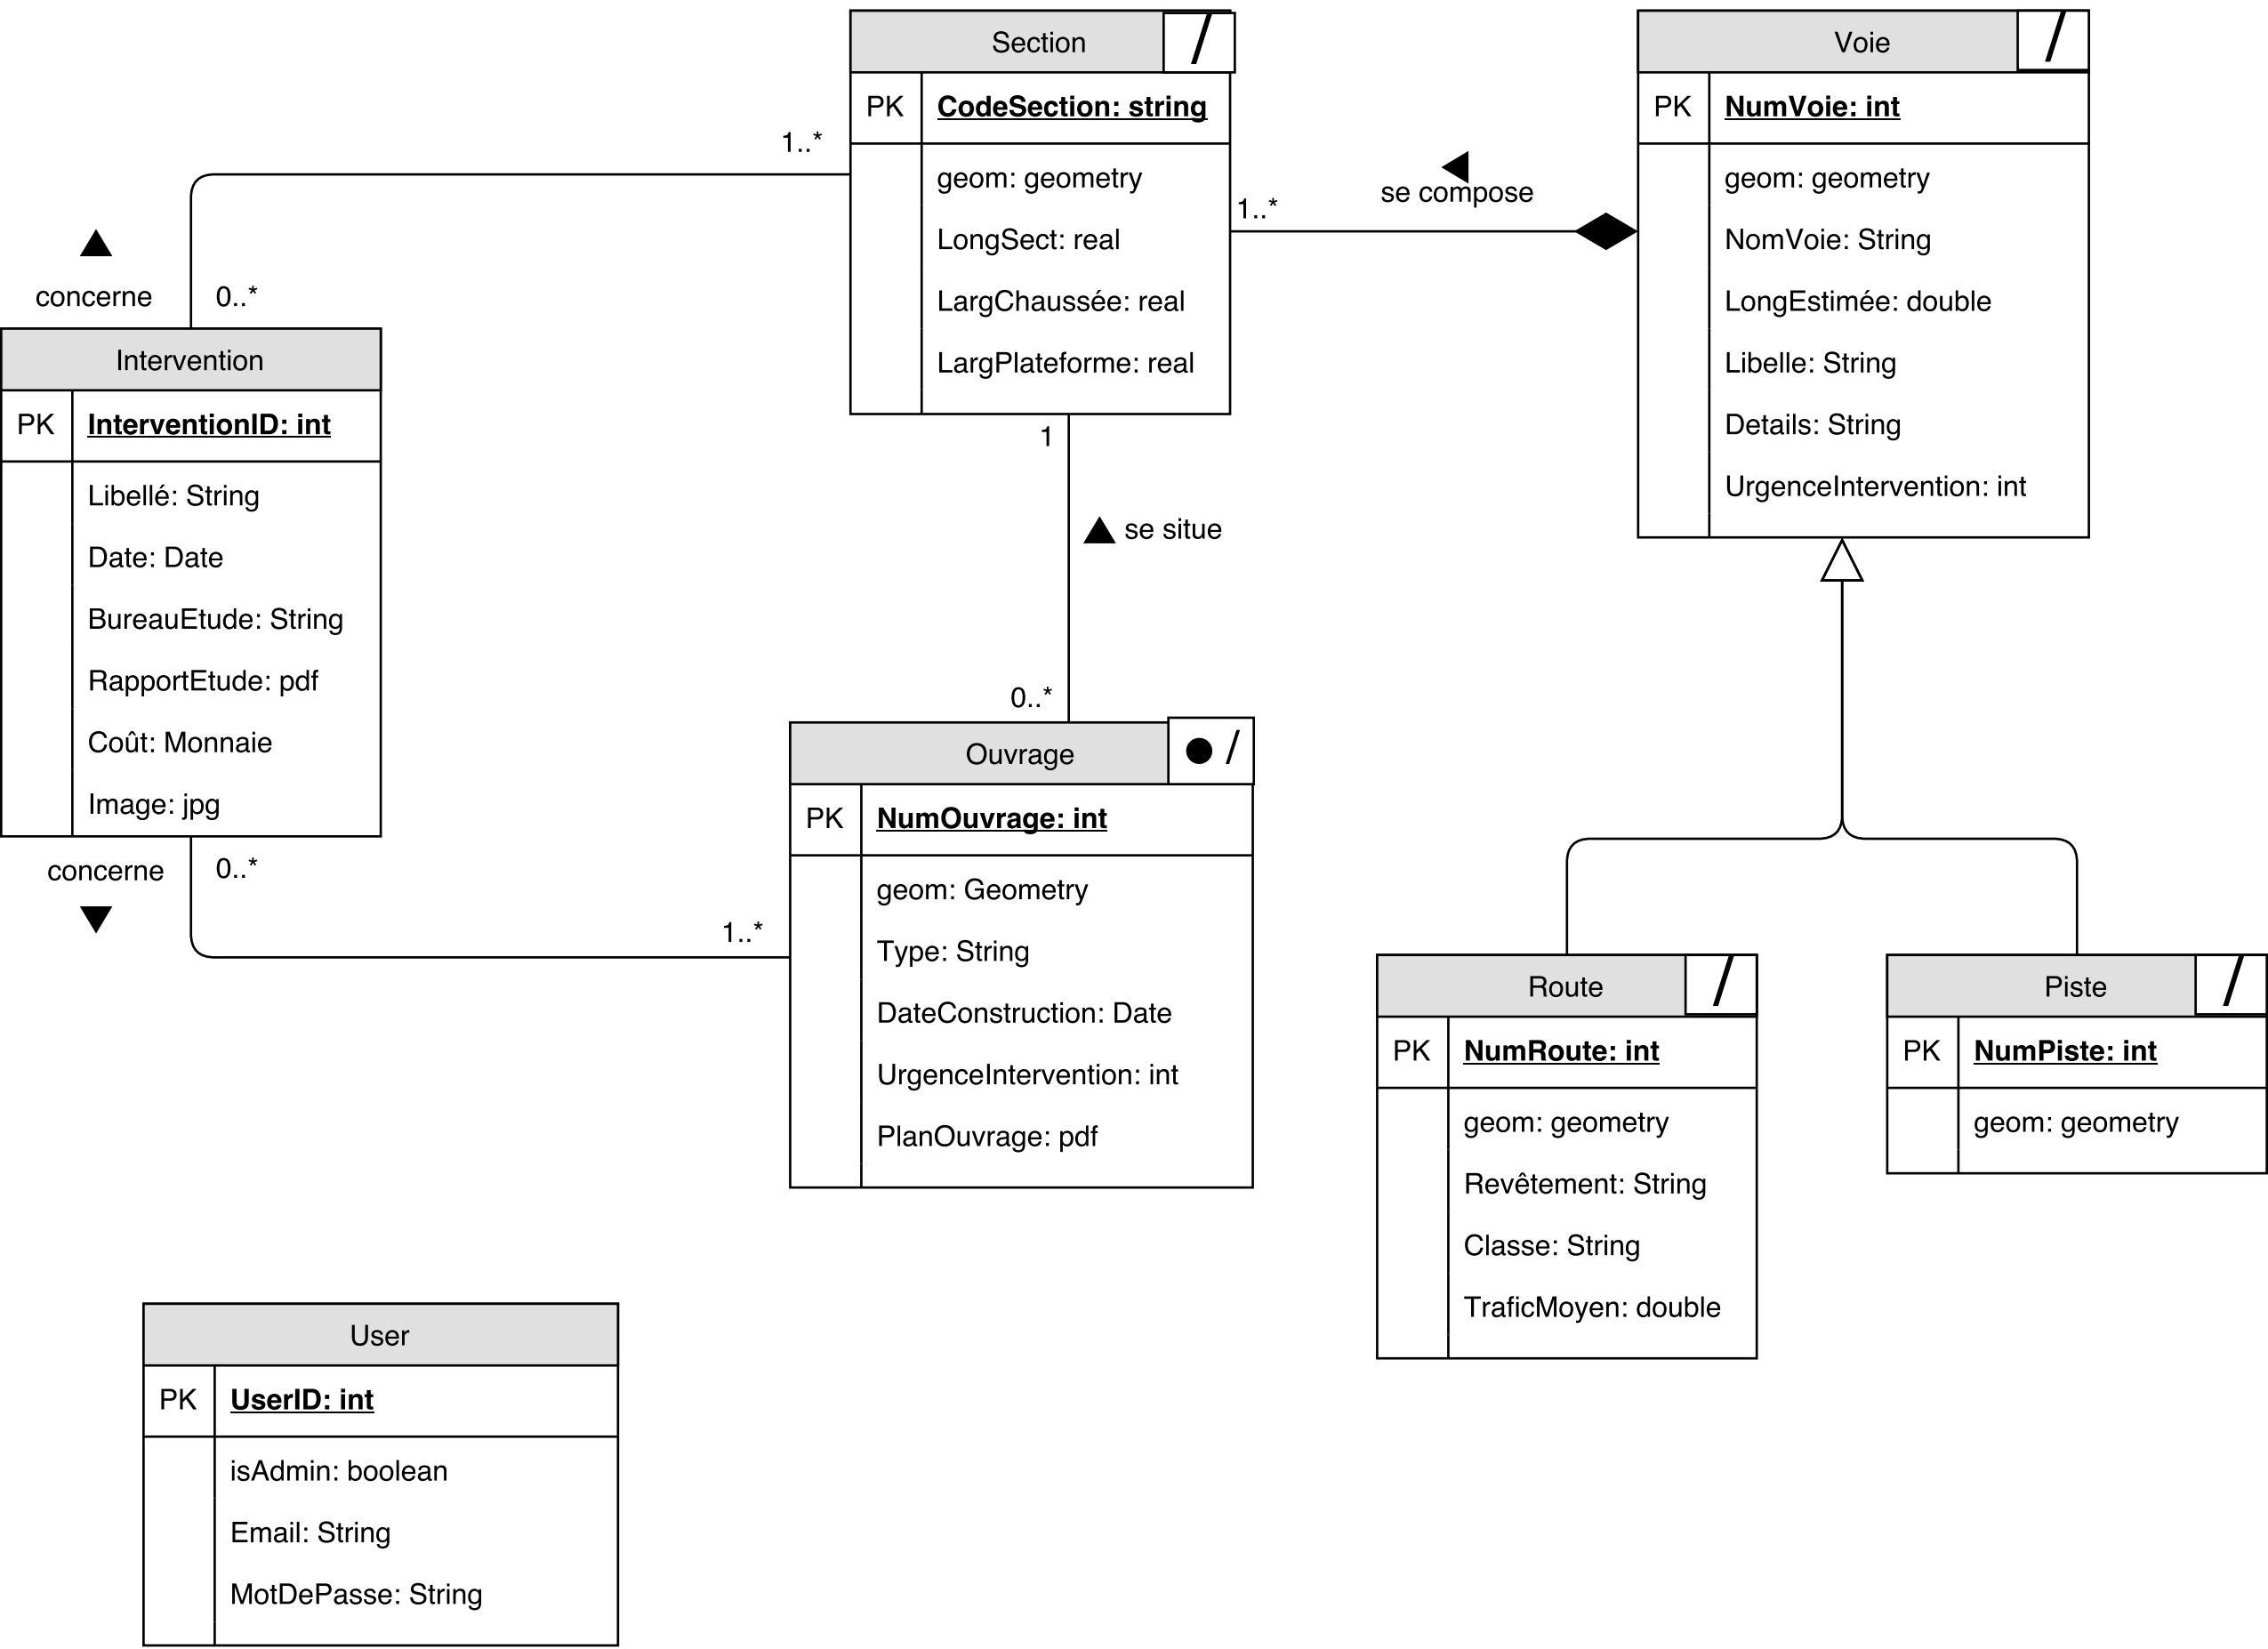 Section
PK
CodeSection: string
geom: geometry
LongSect: real
LargChaussée: real
LargPlateforme: real
Voie
PK
NumVoie: int
geom: geometry
NomVoie: String
LongEstimée: double
Libelle: String
Details: String
UrgenceIntervention: int
1..*
se compose
1..*
concerne
0..*
Intervention
PK
InterventionID: int
Libellé: String
Date: Date
BureauEtude: String
RapportEtude: pdf
Coût: Monnaie
Image: jpg
1
se situe
0..*
concerne
0..*
1..*
Ouvrage
PK
NumOuvrage: int
geom: Geometry
Type: String
DateConstruction: Date
UrgenceIntervention: int
PlanOuvrage: pdf
Route
PK
NumRoute: int
geom: geometry
Revêtement: String
Classe: String
TraficMoyen: double
Piste
PK
NumPiste: int
geom: geometry
User
PK
UserID: int
isAdmin: boolean
Email: String
MotDePasse: String